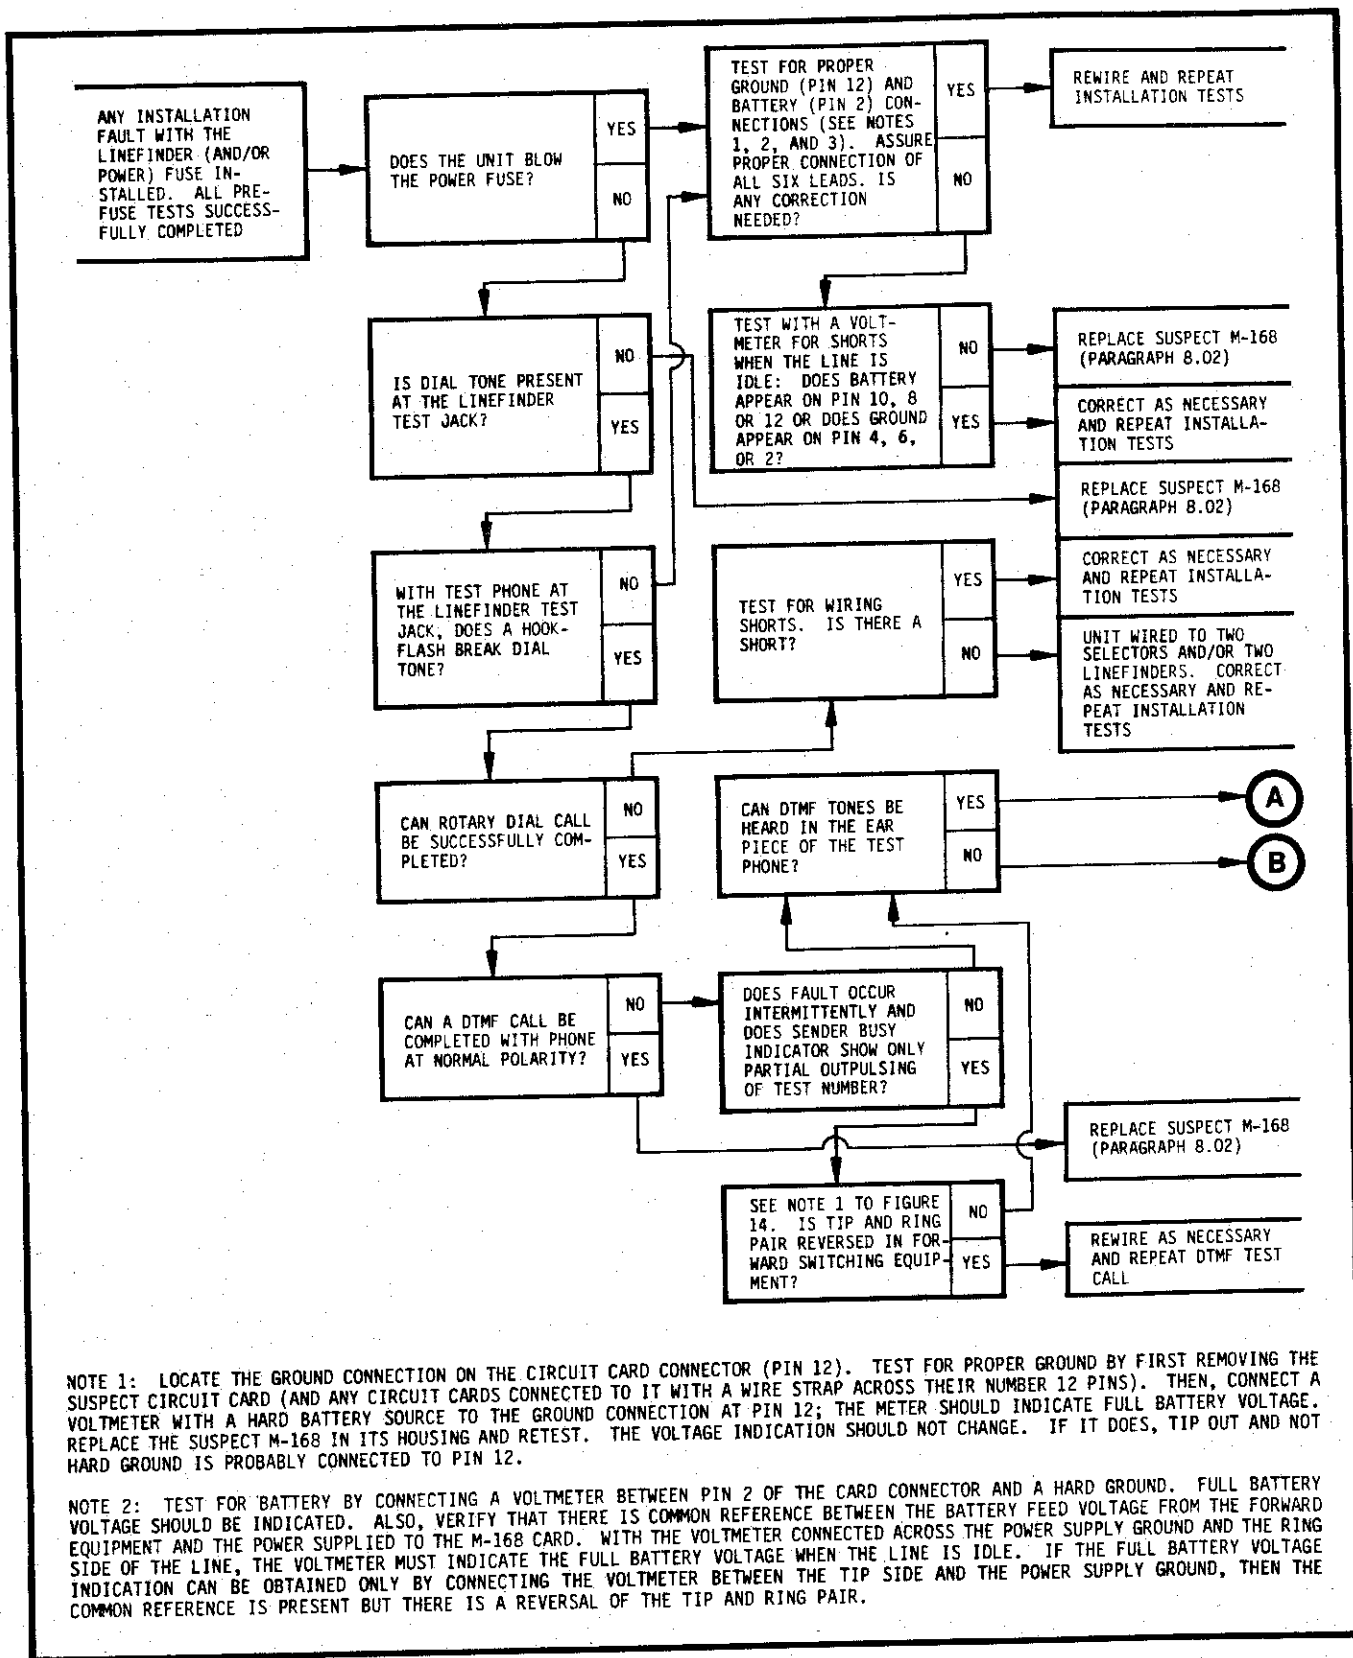 ANY INSTALLATION
FAULT WITH THE
LINEFINDER (AND/OR
POWER) FUSE IN-
STALLED. ALL PRE-
FUSE TESTS SUCCESS-
FULLY COMPLETED
DOES THE UNIT BLOW
THE POWER FUSE?
YES
NO
TEST FOR PROPER
GROUND (PIN 12) AND
BATTERY (PIN 2) CON-
NECTIONS (SEE NOTES
1, 2, AND 3). ASSURE
PROPER CONNECTION OF
ALL SIX LEADS. IS
ANY CORRECTION
NEEDED?
YES
NO
REWIRE AND REPEAT
INSTALLATION TESTS
IS DIAL TONE PRESENT
AT THE LINEFINDER
TEST JACK?
NO
YES
TEST WITH A VOLT-
METER FOR SHORTS
WHEN THE LINE IS
IDLE: DOES BATTERY
APPEAR ON PIN 10, 8
OR 12 OR DOES GROUND
APPEAR ON PIN 4, 6,
OR 2?
NO
YES
REPLACE SUSPECT M-168
(PARAGRAPH 8.02)
CORRECT AS NECESSARY
AND REPEAT INSTALLA-
TION TESTS
REPLACE SUSPECT M-168
(PARAGRAPH 8.02)
WITH TEST PHONE AT
THE LINEFINDER TEST
JACK, DOES A HOOK-
FLASH BREAK DIAL
TONE?
NO
YES
TEST FOR WIRING
SHORTS. IS THERE A
SHORT?
YES
NO
CORRECT AS NECESSARY
AND REPEAT INSTALLA-
TION TESTS
UNIT WIRED TO TWO
SELECTORS AND/OR TWO
LINEFINDERS. CORRECT
AS NECESSARY AND RE-
PEAT INSTALLATION
TESTS
CAN ROTARY DIAL CALL
BE SUCCESSFULLY COM-
PLETED?
NO
YES
CAN DTMF TONES BE
HEARD IN THE EAR
PIECE OF THE TEST
PHONE?
YES
NO
A
B
CAN A DTMF CALL BE
COMPLETED WITH PHONE
AT NORMAL POLARITY?
NO
YES
DOES FAULT OCCUR
INTERMITTENTLY AND
DOES SENDER BUSY
INDICATOR SHOW ONLY
PARTIAL OUTPULSING
OF TEST NUMBER?
NO
YES
REPLACE SUSPECT M-168
(PARAGRAPH 8.02)
SEE NOTE 1 TO FIGURE
14. IS TIP AND RING
PAIR REVERSED IN FOR-
WARD SWITCHING EQUIP-
MENT?
NO
YES
REWIRE AS NECESSARY
AND REPEAT DTMF TEST
CALL
NOTE 1: LOCATE THE GROUND CONNECTION ON THE CIRCUIT CARD CONNECTOR (PIN 12). TEST FOR PROPER GROUND BY FIRST REMOVING THE
SUSPECT CIRCUIT CARD (AND ANY CIRCUIT CARDS CONNECTED TO IT WITH A WIRE STRAP ACROSS THEIR NUMBER 12 PINS). THEN, CONNECT A
VOLTMETER WITH A HARD BATTERY SOURCE TO THE GROUND CONNECTION AT PIN 12; THE METER SHOULD INDICATE FULL BATTERY VOLTAGE.
REPLACE THE SUSPECT M-168 IN ITS HOUSING AND RETEST. THE VOLTAGE INDICATION SHOULD NOT CHANGE. IF IT DOES, TIP OUT AND NOT
HARD GROUND IS PROBABLY CONNECTED TO PIN 12.
NOTE 2: TEST FOR BATTERY BY CONNECTING A VOLTMETER BETWEEN PIN 2 OF THE CARD CONNECTOR AND A HARD GROUND. FULL BATTERY
VOLTAGE SHOULD BE INDICATED. ALSO, VERIFY THAT THERE IS COMMON REFERENCE BETWEEN THE BATTERY FEED VOLTAGE FROM THE FORWARD
EQUIPMENT AND THE POWER SUPPLIED TO THE M-168 CARD. WITH THE VOLTMETER CONNECTED ACROSS THE POWER SUPPLY GROUND AND THE RING
SIDE OF THE LINE, THE VOLTMETER MUST INDICATE THE FULL BATTERY VOLTAGE WHEN THE LINE IS IDLE. IF THE FULL BATTERY VOLTAGE
INDICATION CAN BE OBTAINED ONLY BY CONNECTING THE VOLTMETER BETWEEN THE TIP SIDE AND THE POWER SUPPLY GROUND, THEN THE
COMMON REFERENCE IS PRESENT BUT THERE IS A REVERSAL OF THE TIP AND RING PAIR.